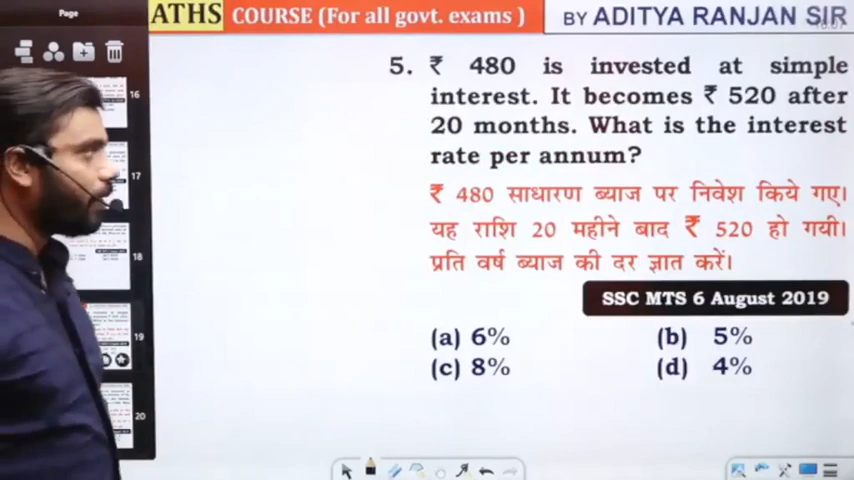 Page
ATHS COURSE (For all govt. exams ) BY ADITYA RANJAN SIR
5. ₹ 480 is invested at simple
interest. It becomes ₹ 520 after
20 months. What is the interest
rate per annum?
₹ 480 साधारण ब्याज पर निवेश किये गए।
यह राशि 20 महीने बाद ₹ 520 हो गयी।
प्रति वर्ष ब्याज की दर ज्ञात करें।
SSC MTS 6 August 2019
(a) 6% (b) 5%
(c) 8% (d) 4%
16
17
18
19
20